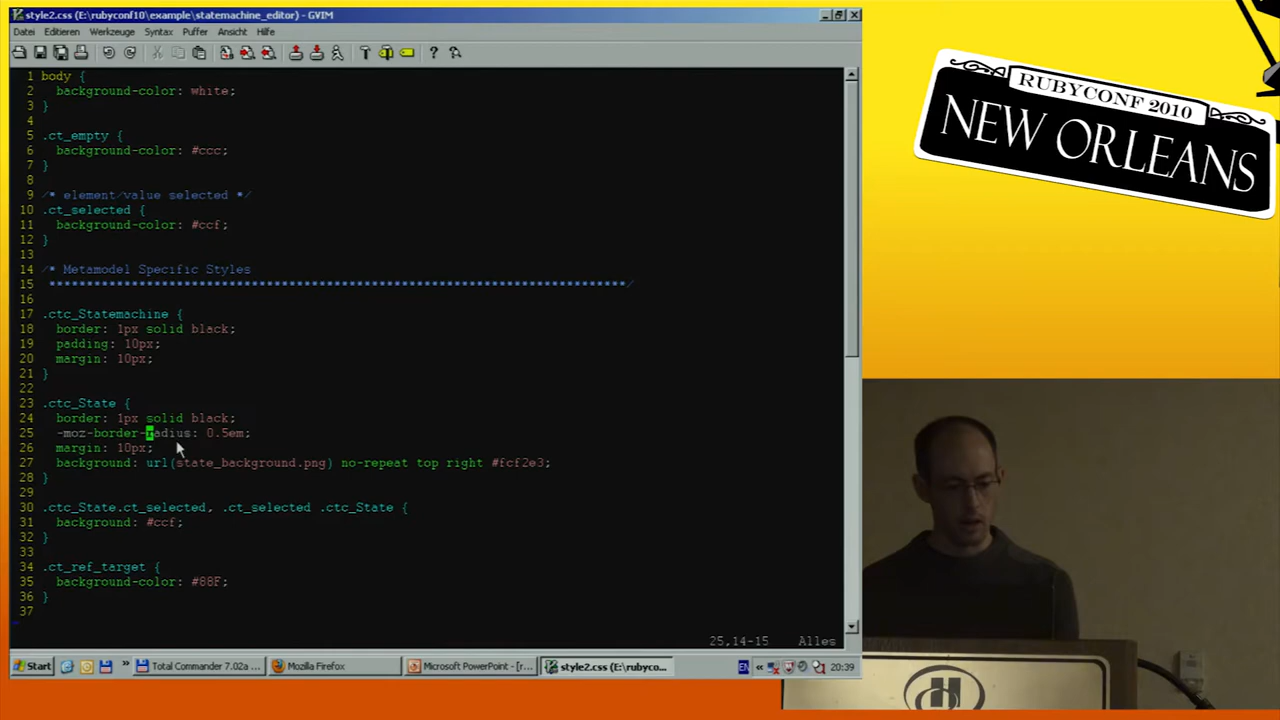 style2.css (E:\rubyconf10\example\statemachine_editor) - GVIM
Datei Editieren Werkzeuge Syntax Puffer Ansicht Hilfe
1 body {
2 background-color: white;
3 }
4
5 .ct_empty {
6 background-color: #ccc;
7 }
8
9 /* element/value selected */
10 .ct_selected {
11 background-color: #ccf;
12 }
13
14 /* Metamodel Specific Styles
15 *****************************************************************************/
16
17 .ctc_Statemachine {
18 border: 1px solid black;
19 padding: 10px;
20 margin: 10px;
21 }
22
23 .ctc_State {
24 border: 1px solid black;
25 -moz-border-radius: 0.5em;
26 margin: 10px;
27 background: url(state_background.png) no-repeat top right #fcf2e3;
28 }
29
30 .ctc_State.ct_selected, .ct_selected .ctc_State {
31 background: #ccf;
32 }
33
34 .ct_ref_target {
35 background-color: #88F;
36 }
37
~
25,14-15 Alles
Start » Total Commander 7.02a ... Mozilla Firefox Microsoft PowerPoint - [r... style2.css (E:\rubyco... EN « 20:39
RUBYCONF 2010
NEW ORLEANS
H